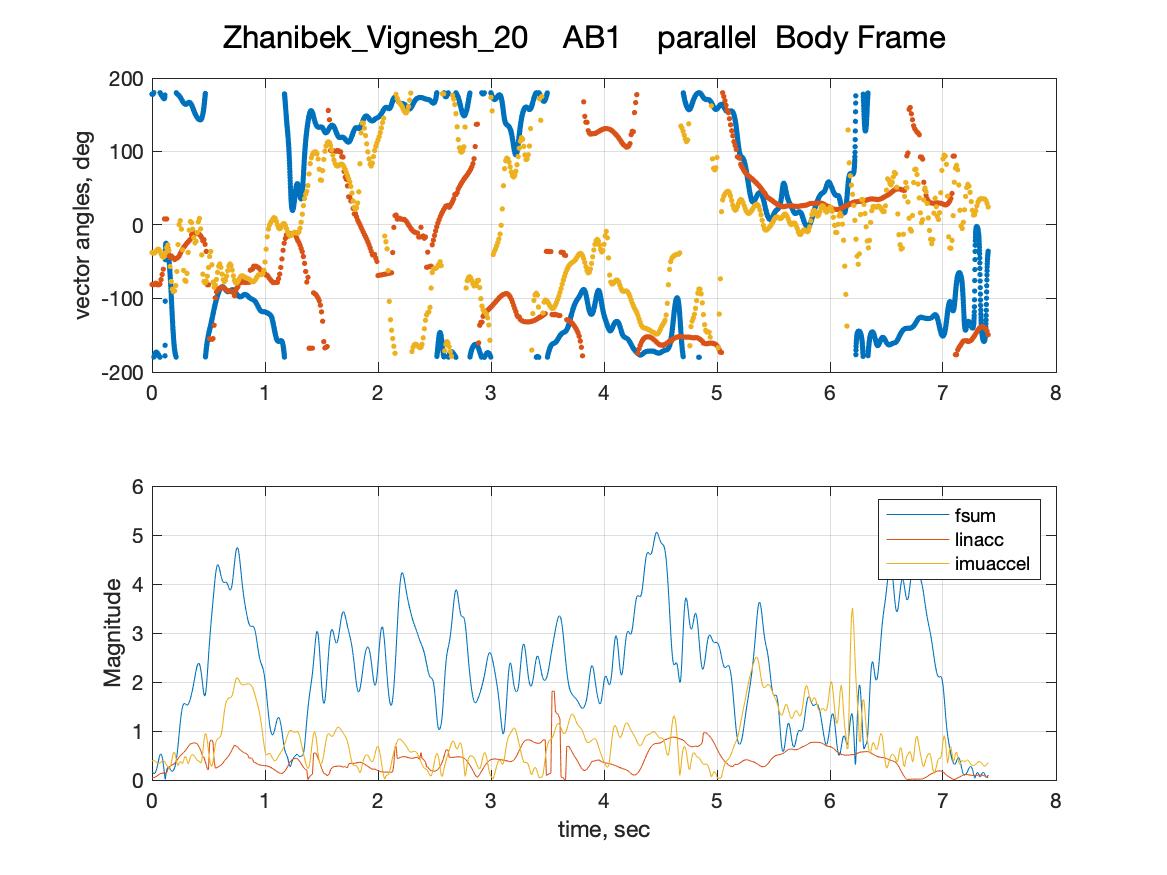 Zhanibek_Vignesh_20 AB1 parallel Body Frame
200
100
0
-100
-200
vector angles, deg
0 1 2 3 4 5 6 7 8
6
5
4
3
2
1
0
Magnitude
fsum
linacc
imuaccel
0 1 2 3 4 5 6 7 8
time, sec